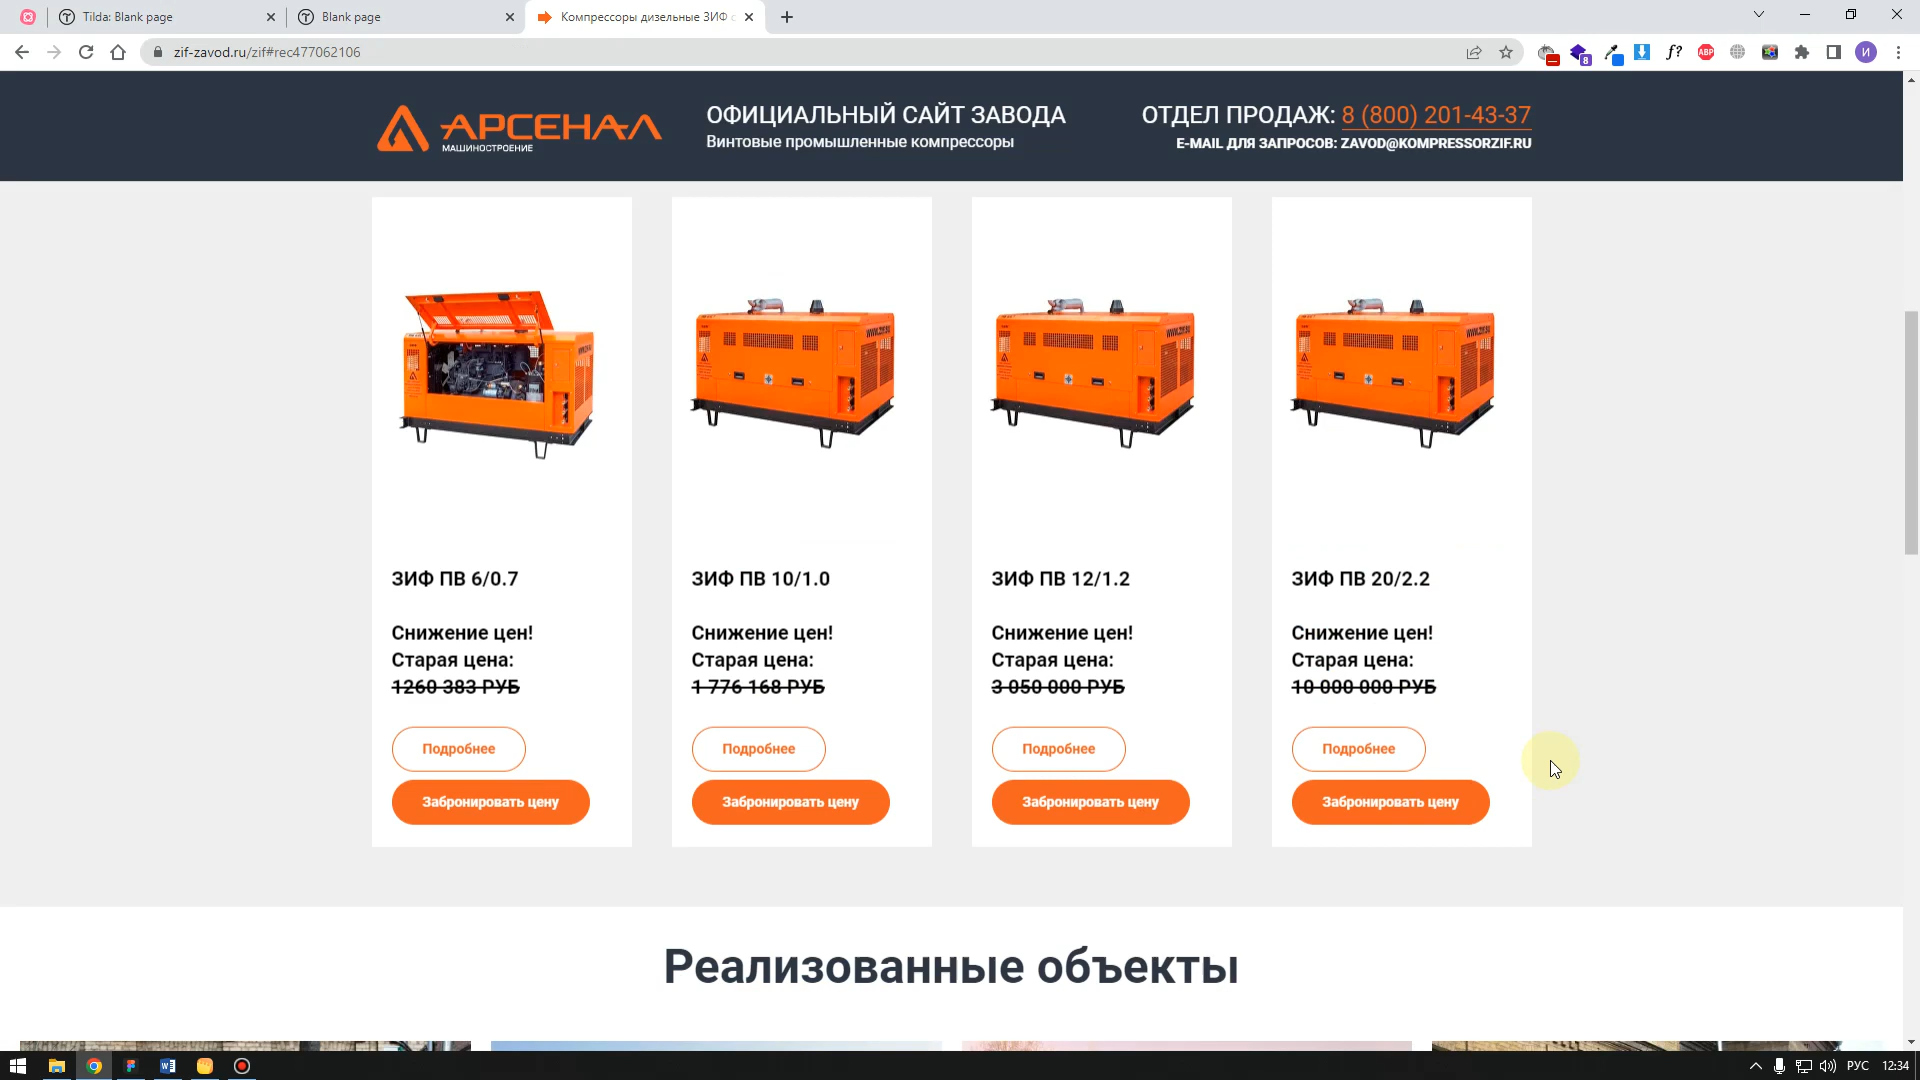 Tilda: Blank page
Blank page
Компрессоры дизельные ЗИФ с
zif-zavod.ru/zif#rec477062106
АРСЕНАЛ
МАШИНОСТРОЕНИЕ
ОФИЦИАЛЬНЫЙ САЙТ ЗАВОДА
Винтовые промышленные компрессоры
ОТДЕЛ ПРОДАЖ: 8 (800) 201-43-37
E-MAIL ДЛЯ ЗАПРОСОВ: ZAVOD@KOMPRESSORZIF.RU
ЗИФ ПВ 6/0.7
Снижение цен!
Старая цена:
1260 383 РУБ
Подробнее
Забронировать цену
ЗИФ ПВ 10/1.0
Снижение цен!
Старая цена:
1 776 168 РУБ
Подробнее
Забронировать цену
ЗИФ ПВ 12/1.2
Снижение цен!
Старая цена:
3 050 000 РУБ
Подробнее
Забронировать цену
ЗИФ ПВ 20/2.2
Снижение цен!
Старая цена:
10 000 000 РУБ
Подробнее
Забронировать цену
Реализованные объекты
РУС
12:34